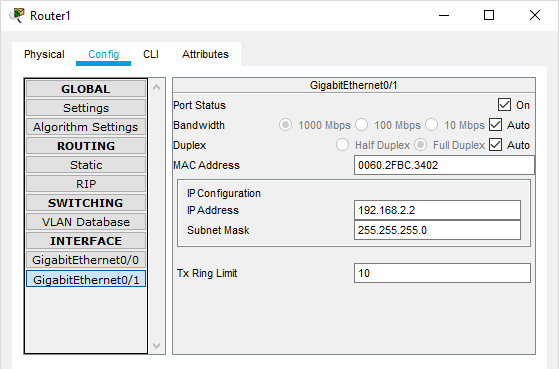 Router1
Physical Config CLI Attributes
GLOBAL
Settings
Algorithm Settings
ROUTING
Static
RIP
SWITCHING
VLAN Database
INTERFACE
GigabitEthernet0/0
GigabitEthernet0/1
GigabitEthernet0/1
Port Status On
Bandwidth 1000 Mbps 100 Mbps 10 Mbps Auto
Duplex Half Duplex Full Duplex Auto
MAC Address 0060.2FBC.3402
IP Configuration
IP Address 192.168.2.2
Subnet Mask 255.255.255.0
Tx Ring Limit 10